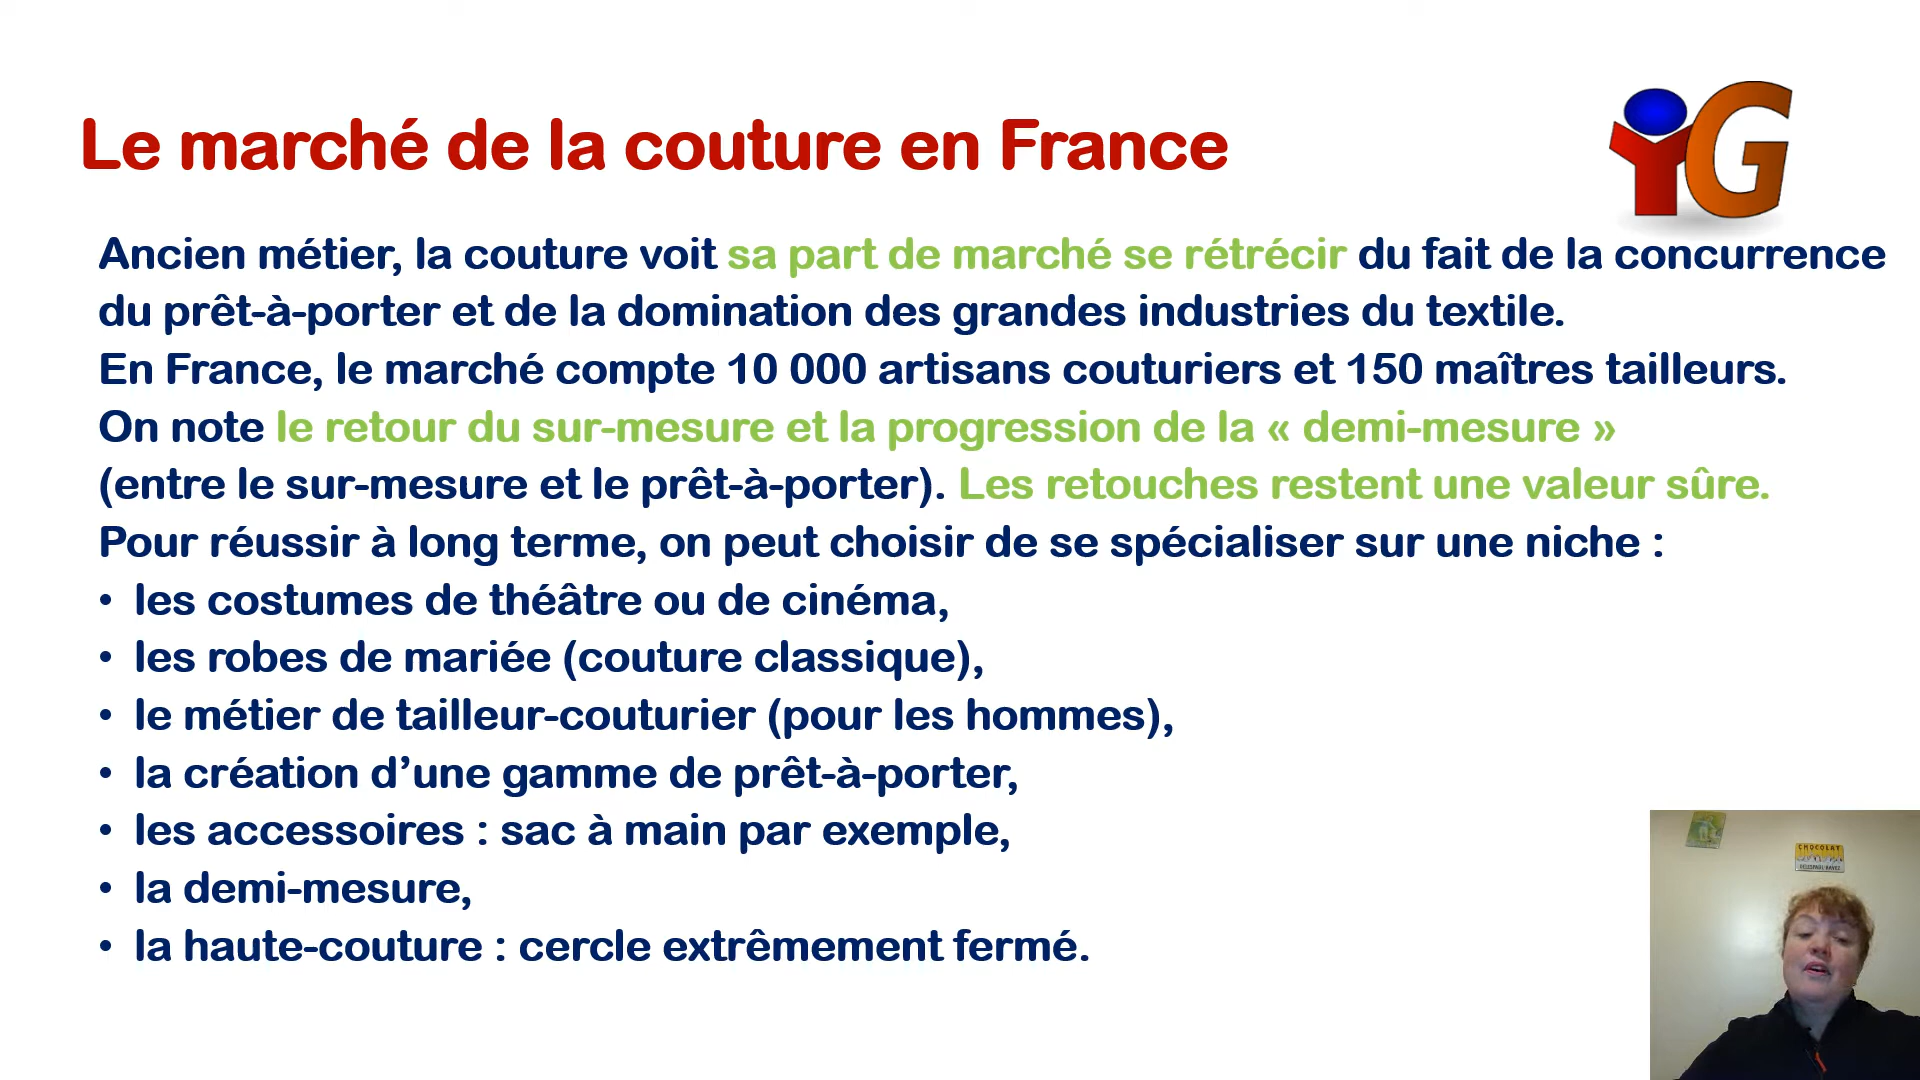 Le marché de la couture en France
YG
Ancien métier, la couture voit sa part de marché se rétrécir du fait de la concurrence
du prêt-à-porter et de la domination des grandes industries du textile.
En France, le marché compte 10 000 artisans couturiers et 150 maîtres tailleurs.
On note le retour du sur-mesure et la progression de la « demi-mesure »
(entre le sur-mesure et le prêt-à-porter). Les retouches restent une valeur sûre.
Pour réussir à long terme, on peut choisir de se spécialiser sur une niche :
• les costumes de théâtre ou de cinéma,
• les robes de mariée (couture classique),
• le métier de tailleur-couturier (pour les hommes),
• la création d’une gamme de prêt-à-porter,
• les accessoires : sac à main par exemple,
• la demi-mesure,
• la haute-couture : cercle extrêmement fermé.
CHOCOLAT
DELESPAUL-HAVEZ